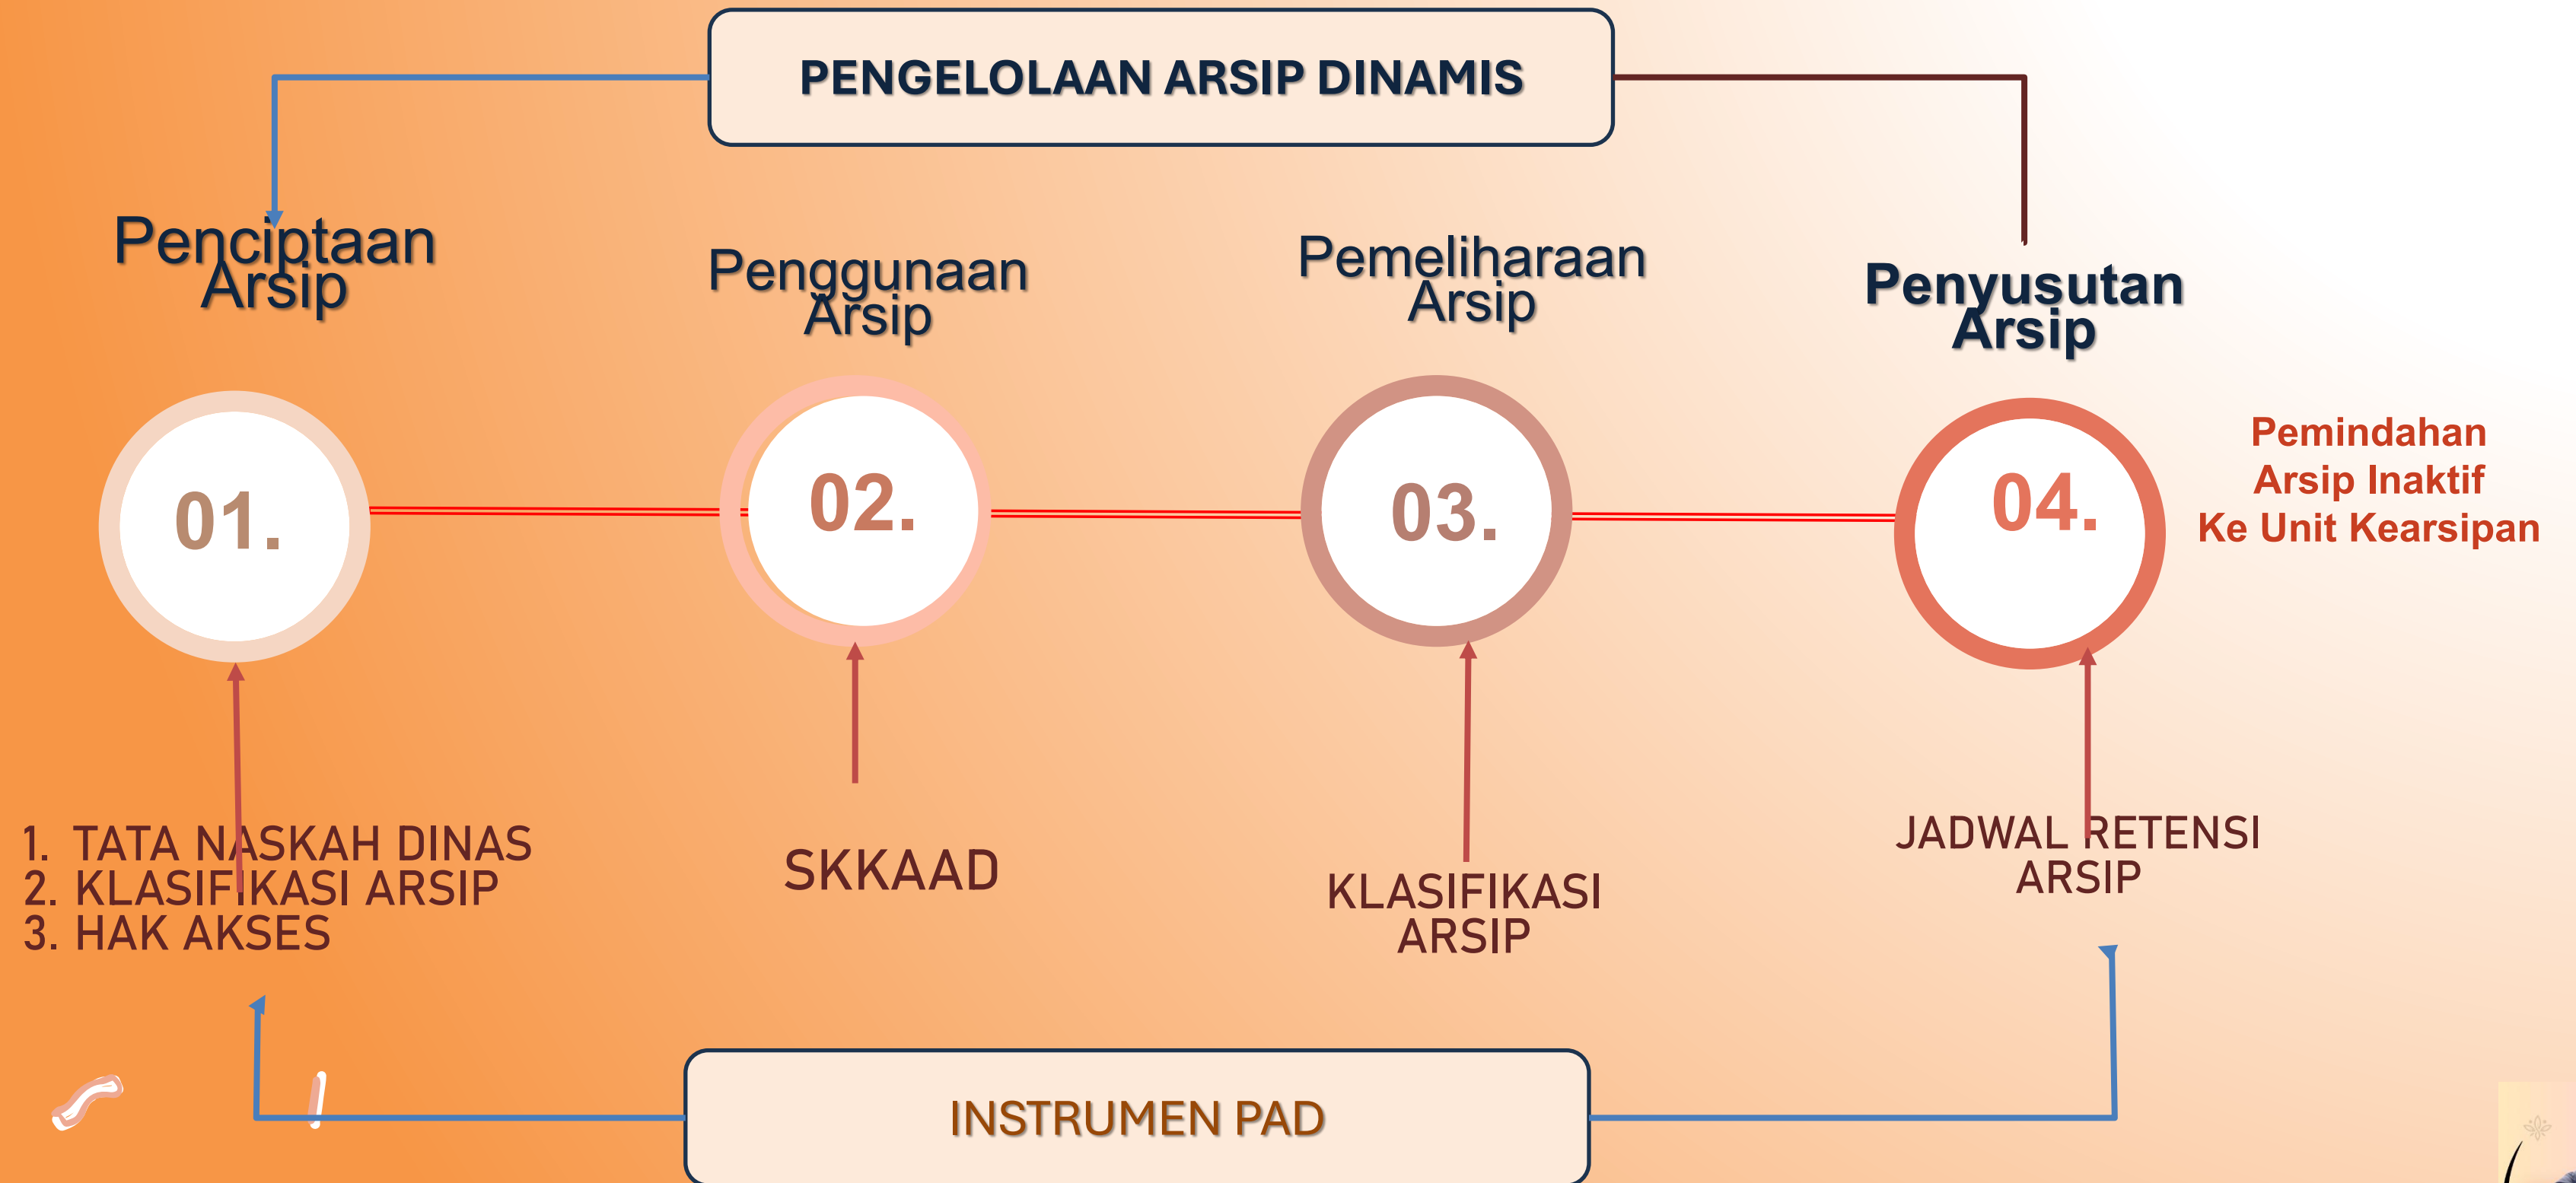 PENGELOLAAN ARSIP DINAMIS
Penciptaan
Arsip
Penggunaan
Arsip
Pemeliharaan
Arsip
Penyusutan
Arsip
01.
02.
03.
04.
Pemindahan
Arsip Inaktif
Ke Unit Kearsipan
1. TATA NASKAH DINAS
2. KLASIFIKASI ARSIP
3. HAK AKSES
SKKAAD
KLASIFIKASI
ARSIP
JADWAL RETENSI
ARSIP
INSTRUMEN PAD